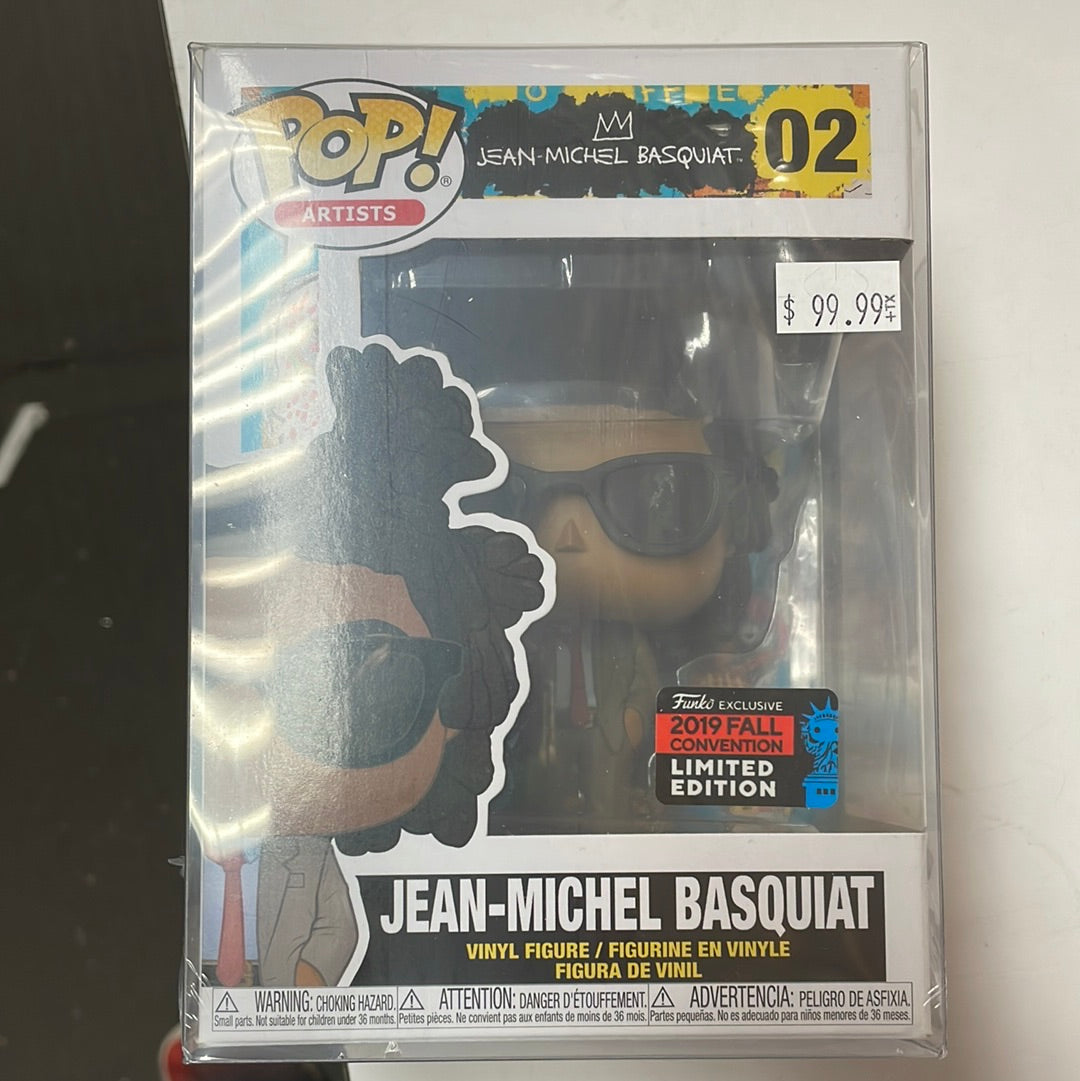 POP!®
ARTISTS
JEAN-MICHEL BASQUIAT™
02
$ 99.99+TX
Funko EXCLUSIVE
2019 FALL
CONVENTION
LIMITED
EDITION
JEAN-MICHEL BASQUIAT
VINYL FIGURE / FIGURINE EN VINYLE
FIGURA DE VINIL
WARNING: CHOKING HAZARD.
Small parts. Not suitable for children under 36 months.
ATTENTION: DANGER D'ÉTOUFFEMENT.
Petites pièces. Ne convient pas aux enfants de moins de 36 mois.
ADVERTENCIA: PELIGRO DE ASFIXIA.
Partes pequeñas. No es adecuado para niños menores de 36 meses.